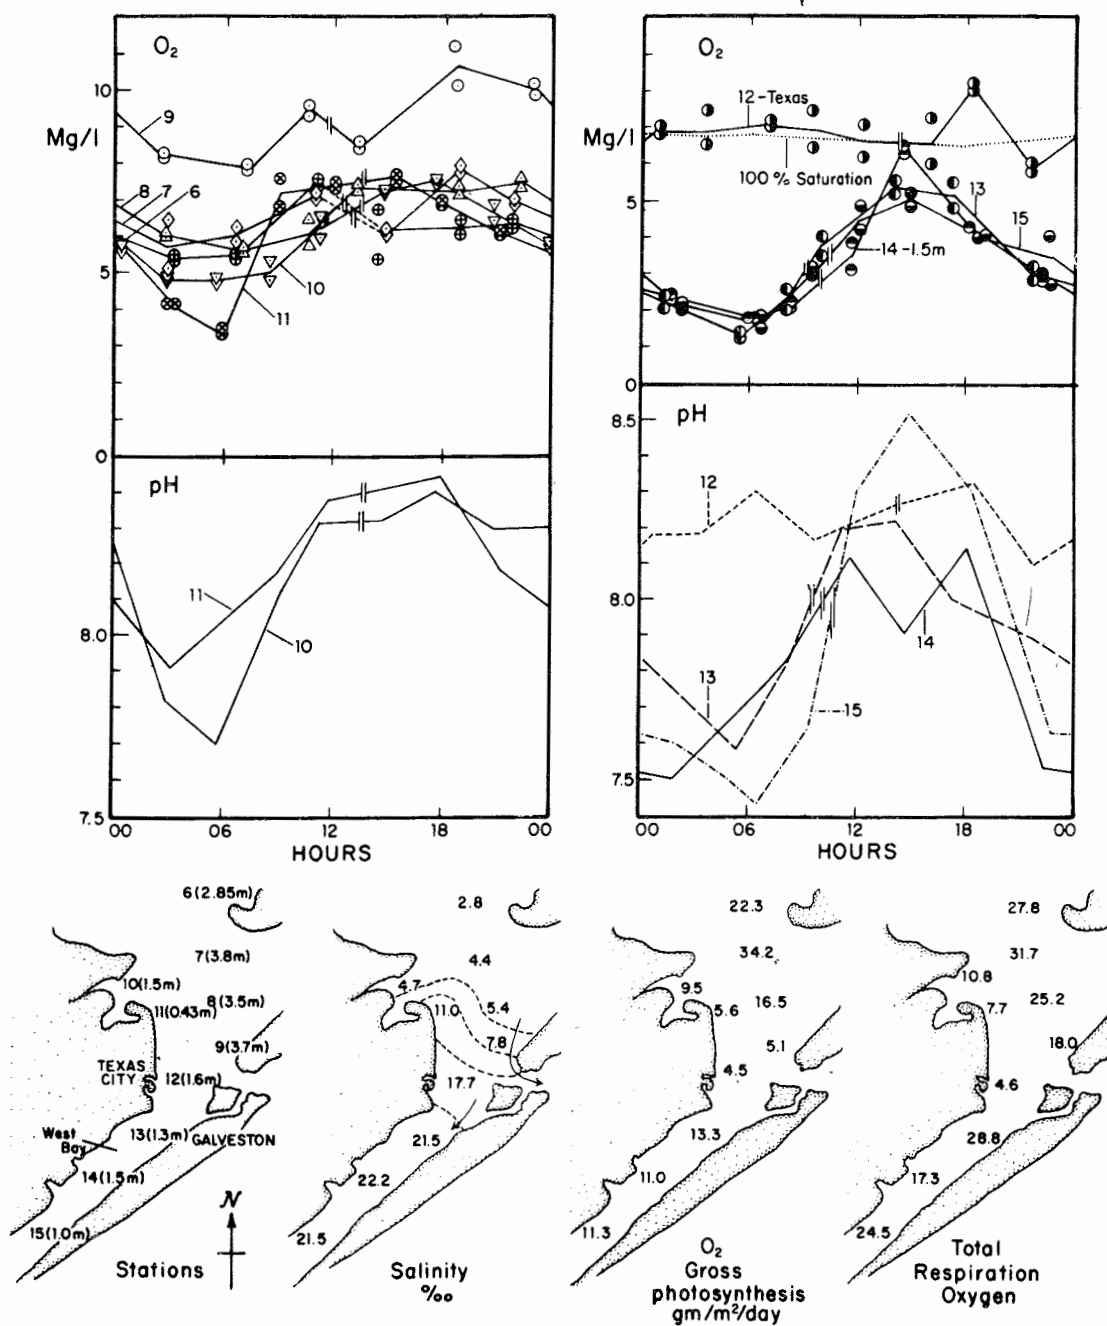 O2
10
Mg/l
9
8 7 6
5
10
11
0
pH
11
8.0
10
7.5
00 06 12 18 00
HOURS
O2
12-Texas
Mg/l
100% Saturation
5
13
15
14-1.5m
0
pH
8.5
12
8.0
14
13
15
7.5
00 06 12 18 00
HOURS
6(2.85m)
7(3.8m)
10(1.5m)
8(3.5m)
11(0.43m)
9(3.7m)
TEXAS
CITY
12(1.6m)
West
Bay
13(1.3m)
GALVESTON
14(1.5m)
N
15(1.0m)
Stations
2.8
4.4
4.7
11.0
5.4
7.8
17.7
21.5
22.2
21.5
Salinity
‰
22.3
34.2
9.5
5.6
16.5
5.1
4.5
13.3
11.0
11.3
O2
Gross
photosynthesis
gm/m²/day
27.8
31.7
10.8
7.7
25.2
18.0
4.6
28.8
17.3
24.5
Total
Respiration
Oxygen